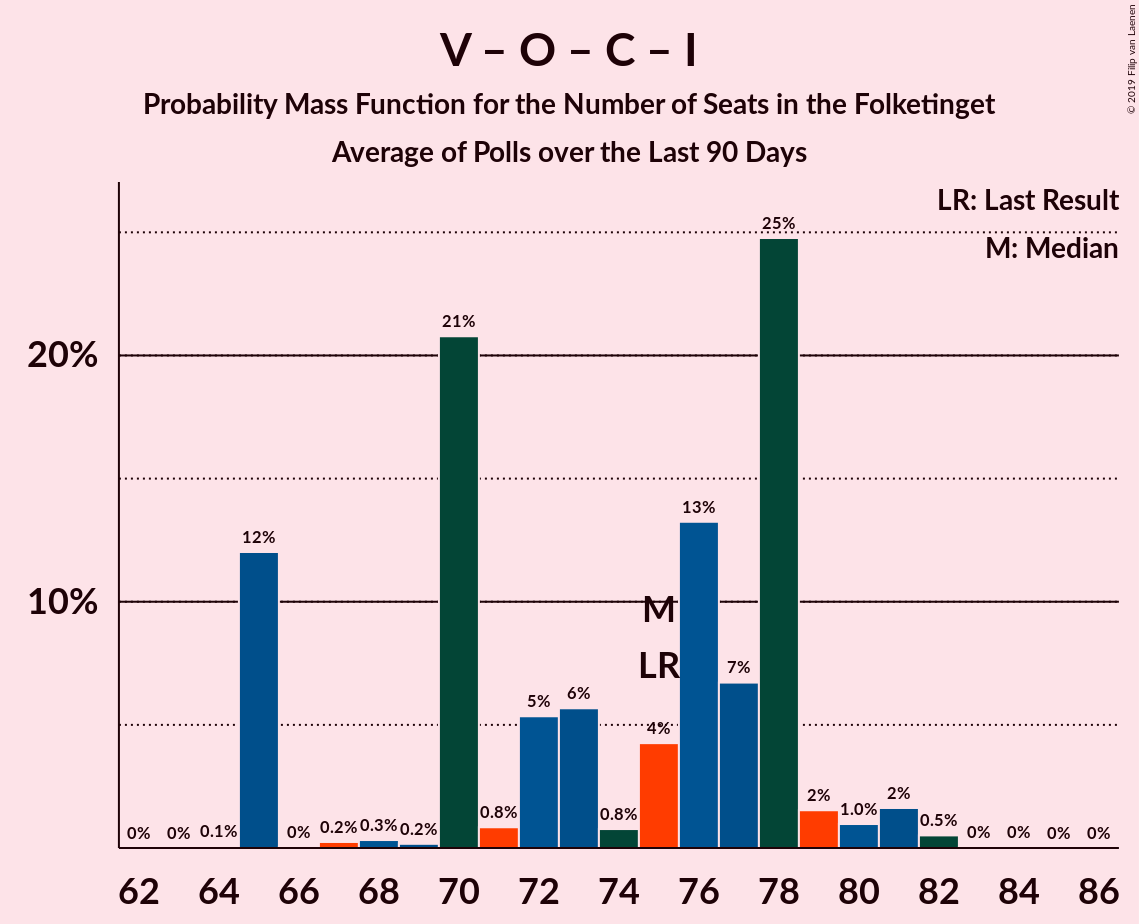 V – O – C – I
Probability Mass Function for the Number of Seats in the Folketinget
Average of Polls over the Last 90 Days
© 2019 Filip van Laenen
LR: Last Result
M: Median
20%
10%
0% 0% 0.1% 12% 0% 0.2% 0.3% 0.2% 21% 0.8% 5% 6% 0.8% 4% 13% 7% 25% 2% 1.0% 2% 0.5% 0% 0% 0% 0%
M
LR
62 64 66 68 70 72 74 76 78 80 82 84 86